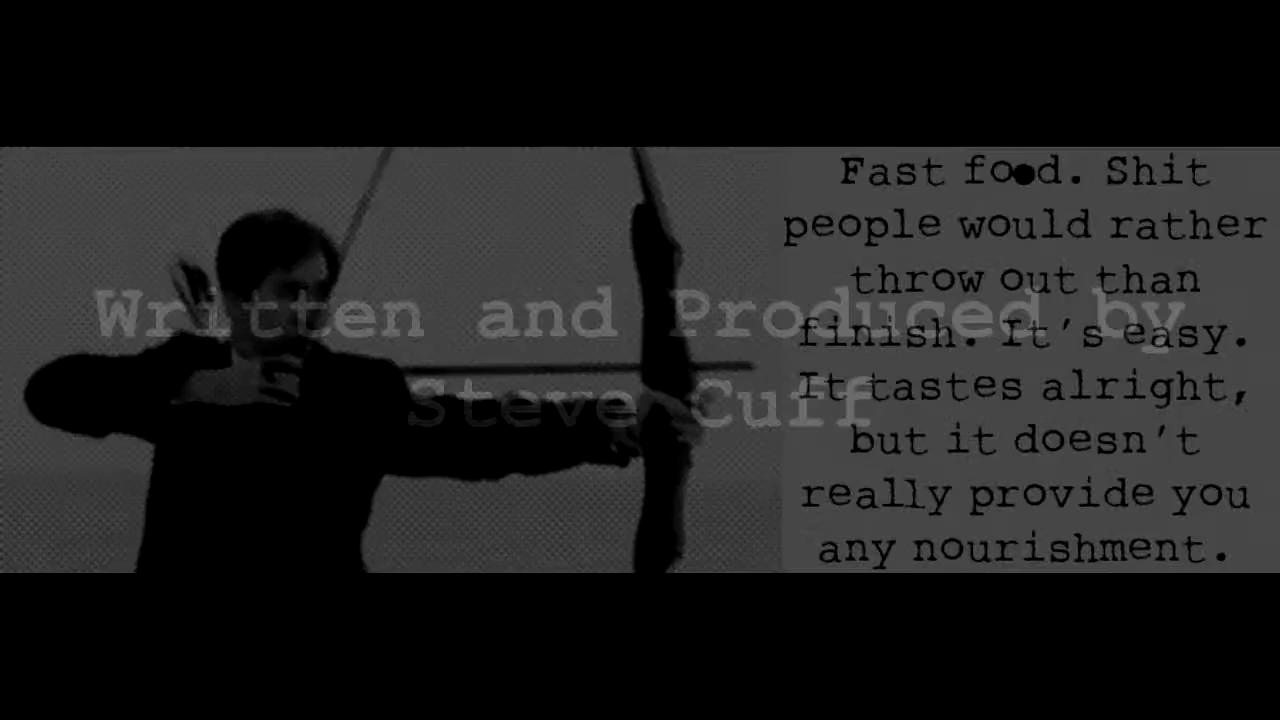 Written and Produced by
Steve Cuff
Fast food. Shit
people would rather
throw out than
finish. It's easy.
It tastes alright,
but it doesn't
really provide you
any nourishment.